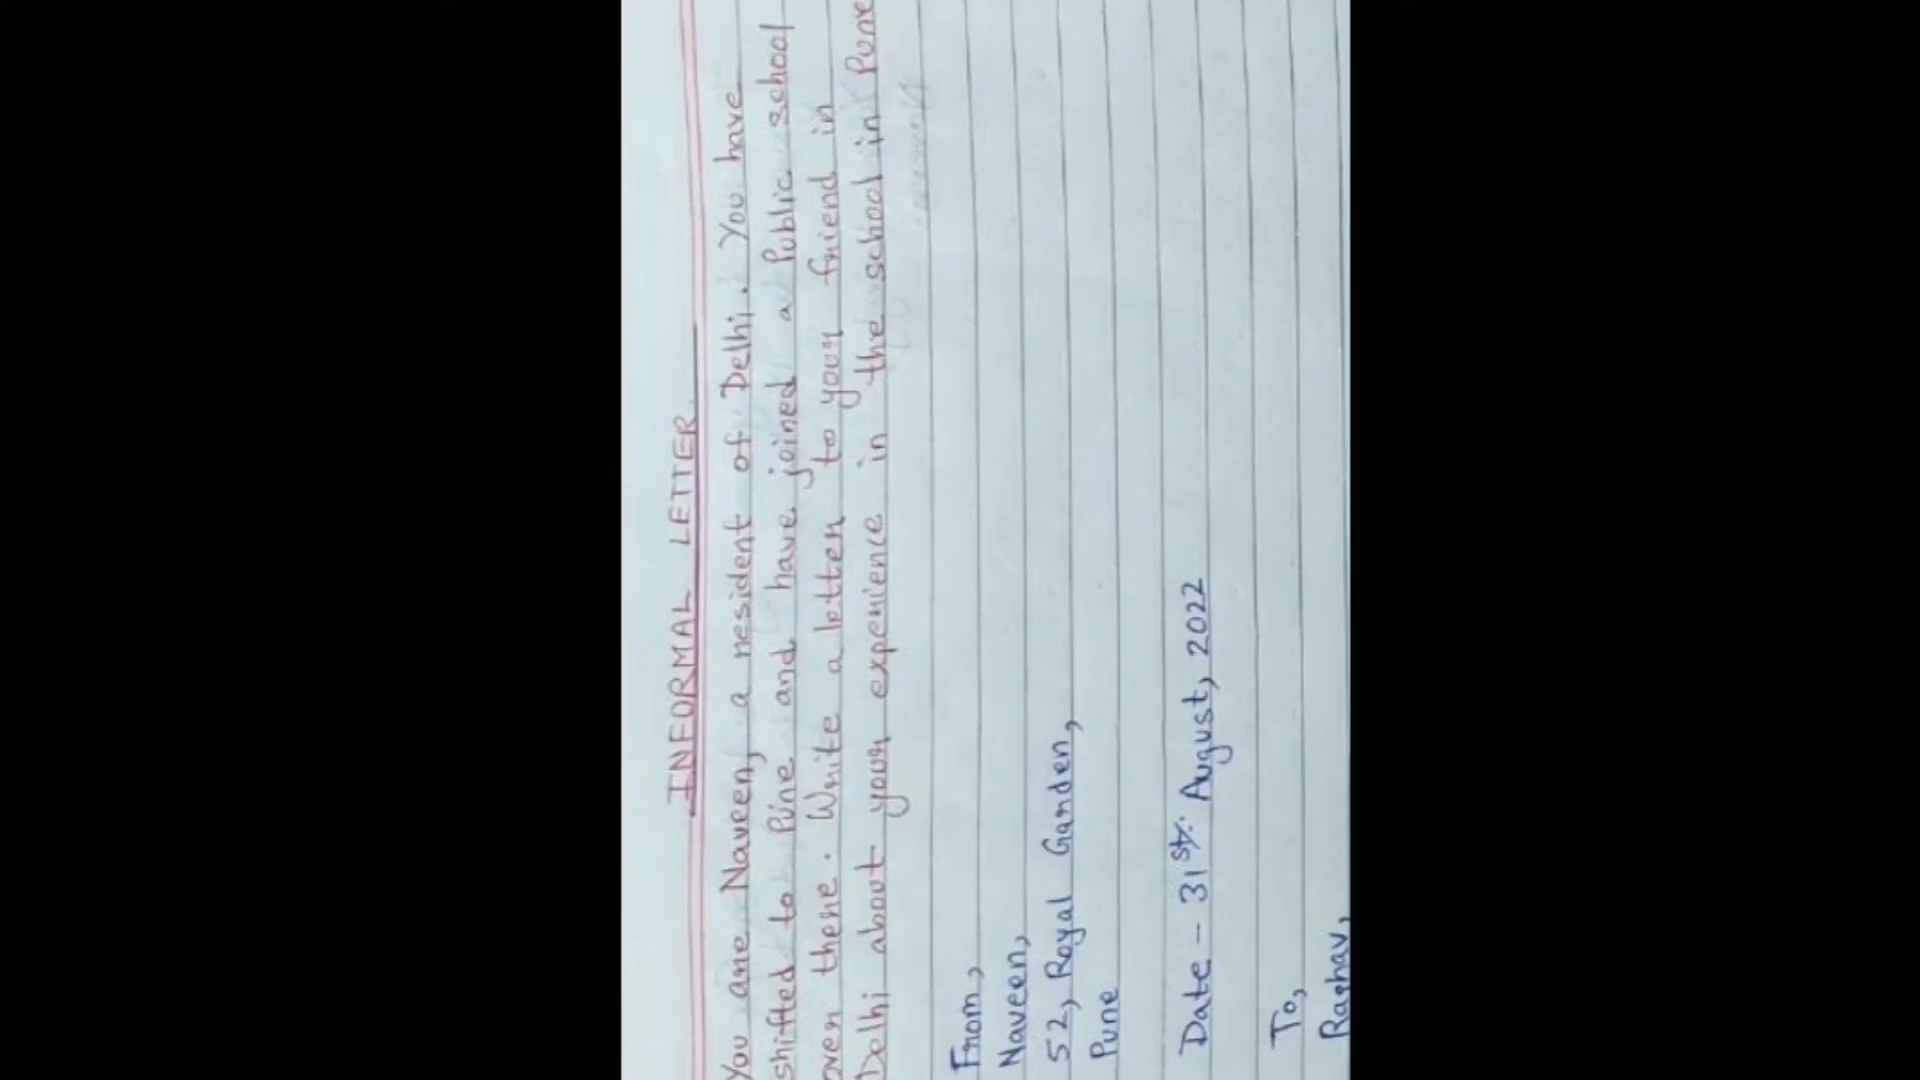 INFORMAL LETTER.
You are Naveen, a resident of Delhi. You have
shifted to Pune and have joined a Public school
over there. Write a letter to your friend in
Delhi about your experience in the school in Pune
From,
Naveen,
52, Royal Garden,
Pune
Date - 31st. August, 2022
To,
Raghav,